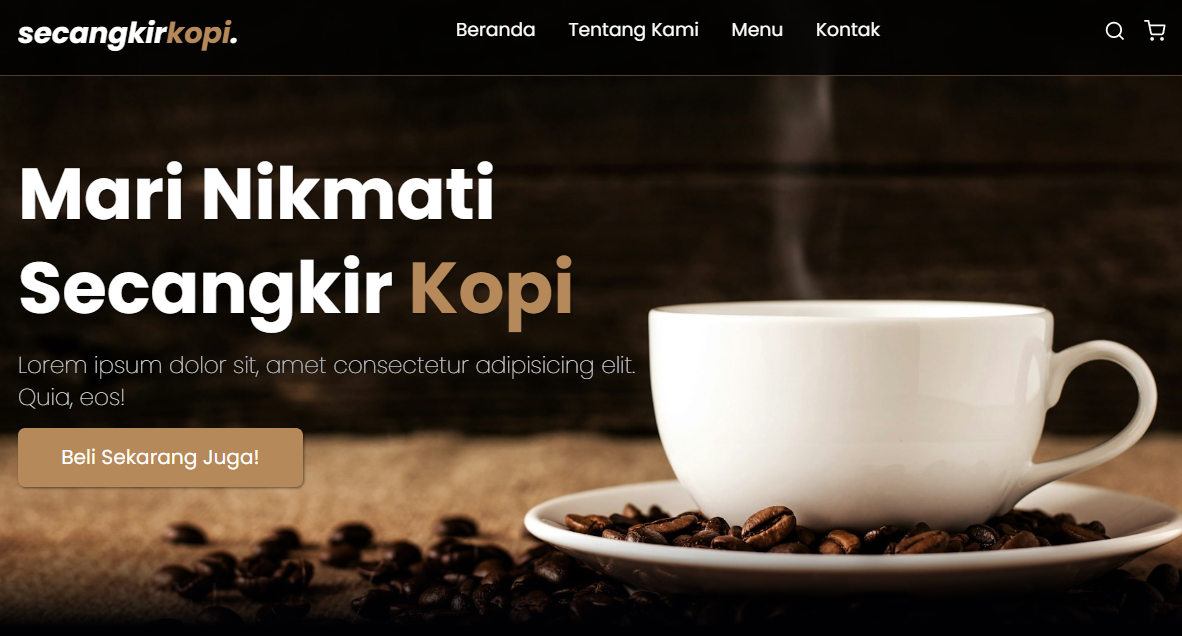 secangkirkopi.
Beranda Tentang Kami Menu Kontak
Mari Nikmati
Secangkir Kopi
Lorem ipsum dolor sit, amet consectetur adipisicing elit.
Quia, eos!
Beli Sekarang Juga!